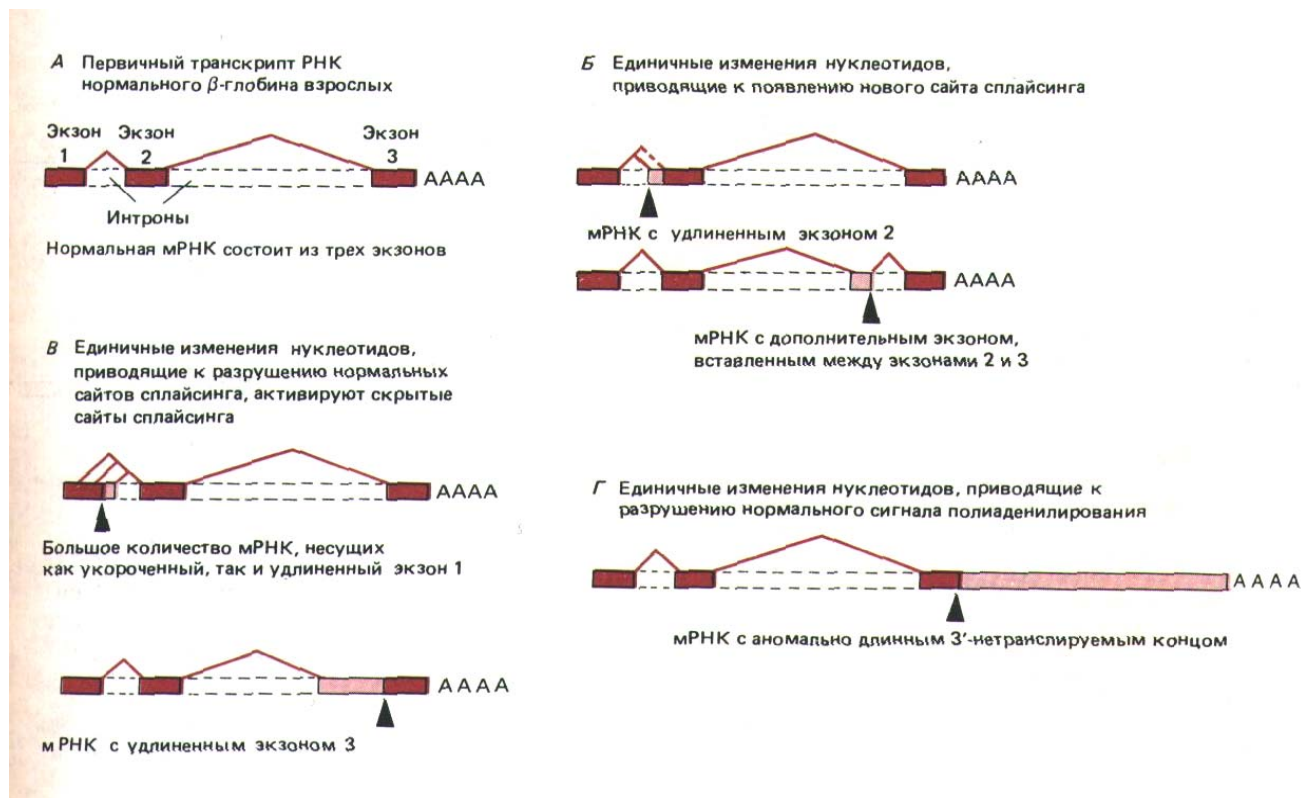 А Первичный транскрипт РНК
нормального β-глобина взрослых
Экзон Экзон Экзон
1 2 3
АААА
Интроны
Нормальная мРНК состоит из трех экзонов
Б Единичные изменения нуклеотидов,
приводящие к появлению нового сайта сплайсинга
АААА
мРНК с удлиненным экзоном 2
АААА
мРНК с дополнительным экзоном,
вставленным между экзонами 2 и 3
В Единичные изменения нуклеотидов,
приводящие к разрушению нормальных
сайтов сплайсинга, активируют скрытые
сайты сплайсинга
АААА
Большое количество мРНК, несущих
как укороченный, так и удлиненный экзон 1
АААА
мРНК с удлиненным экзоном 3
Г Единичные изменения нуклеотидов, приводящие к
разрушению нормального сигнала полиаденилирования
АААА
мРНК с аномально длинным 3′-нетранслируемым концом